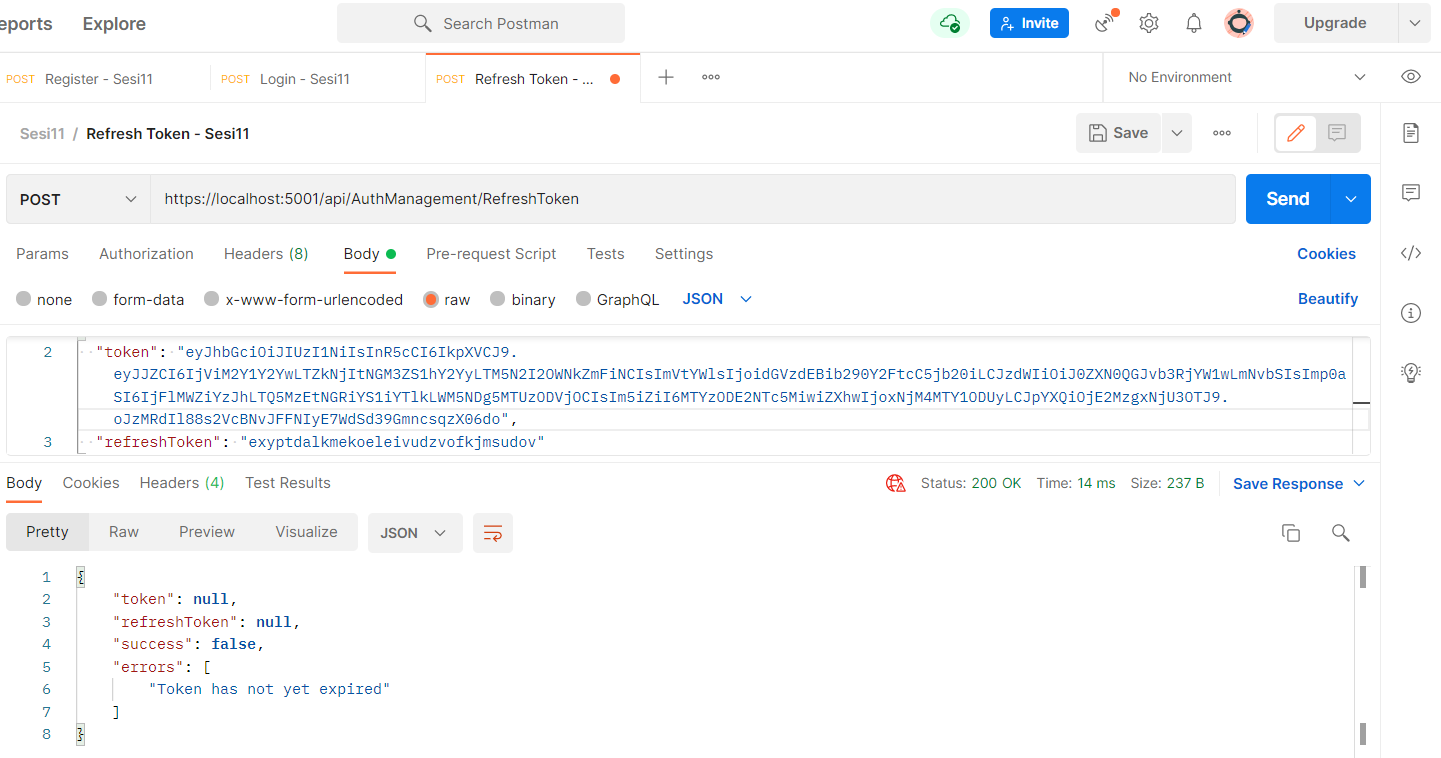 eports Explore Search Postman Invite Upgrade
POST Register - Sesi11 POST Login - Sesi11 POST Refresh Token - ... No Environment
Sesi11 / Refresh Token - Sesi11 Save
POST https://localhost:5001/api/AuthManagement/RefreshToken Send
Params Authorization Headers (8) Body Pre-request Script Tests Settings Cookies
none form-data x-www-form-urlencoded raw binary GraphQL JSON Beautify
2 "token": "eyJhbGciOiJIUzI1NiIsInR5cCI6IkpXVCJ9.
eyJJZCI6IjViM2Y1Y2YwLTZkNjItNGM3ZS1hY2YyLTM5N2I2OWNkZmFiNCIsImVtYWlsIjoidGVzdEBib290Y2FtcC5jb20iLCJzdWIiOiJ0ZXN0QGJvb3RjYW1wLmNvbSIsImp0a
SI6IjFlMWZiYzJhLTQ5MzEtNGRiYS1iYTlkLWM5NDg5MTUzODVjOCIsIm5iZiI6MTYzODE2NTc5MiwiZXhwIjoxNjM4MTY1ODUyLCJpYXQiOjE2MzgxNjU3OTJ9.
oJzMRdIl88s2VcBNvJFFNIyE7WdSd39GmncsqzX06do",
3 "refreshToken": "exyptdalkmekoeleivudzvofkjmsudov"
Body Cookies Headers (4) Test Results Status: 200 OK Time: 14 ms Size: 237 B Save Response
Pretty Raw Preview Visualize JSON
1 {
2 "token": null,
3 "refreshToken": null,
4 "success": false,
5 "errors": [
6 "Token has not yet expired"
7 ]
8 }